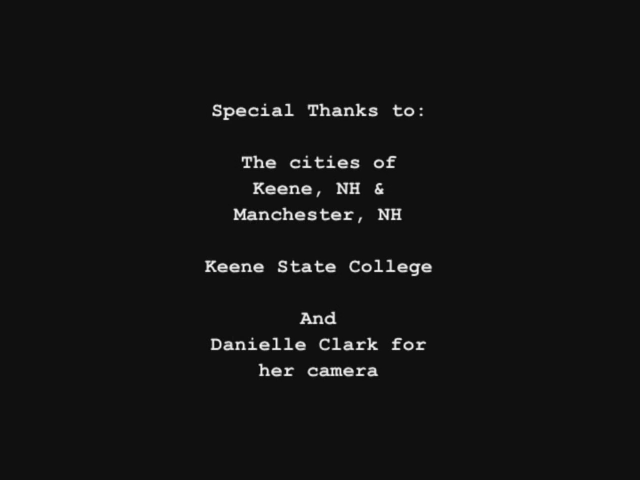 Special Thanks to:
The cities of
Keene, NH &
Manchester, NH
Keene State College
And
Danielle Clark for
her camera